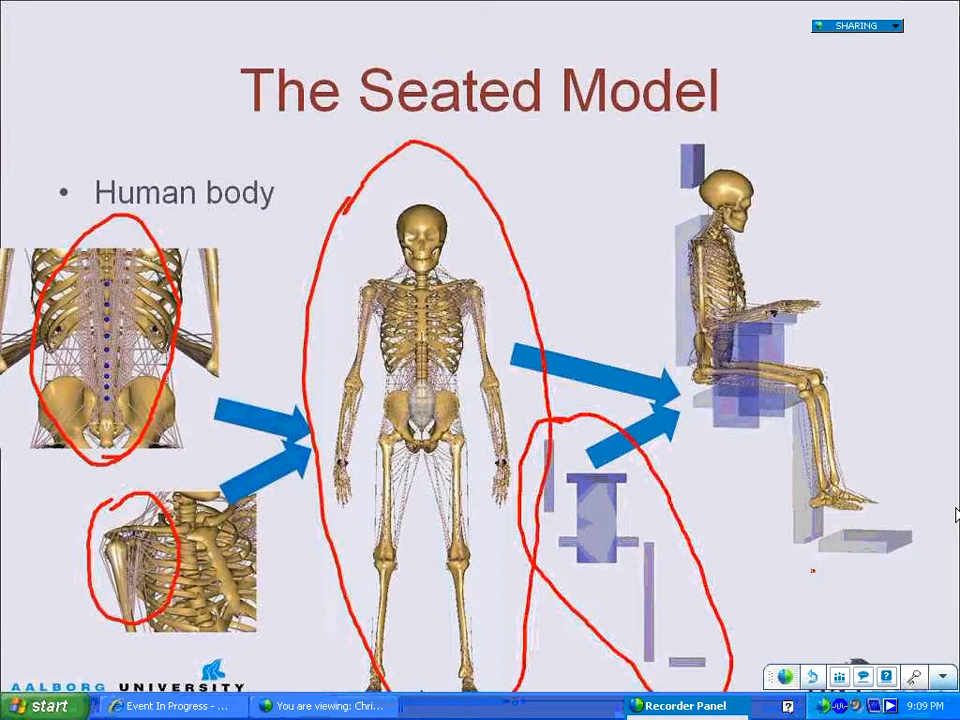 SHARING
The Seated Model
• Human body
AALBORG UNIVERSITY
start
Event In Progress - ...
You are viewing: Chri...
Recorder Panel
9:09 PM